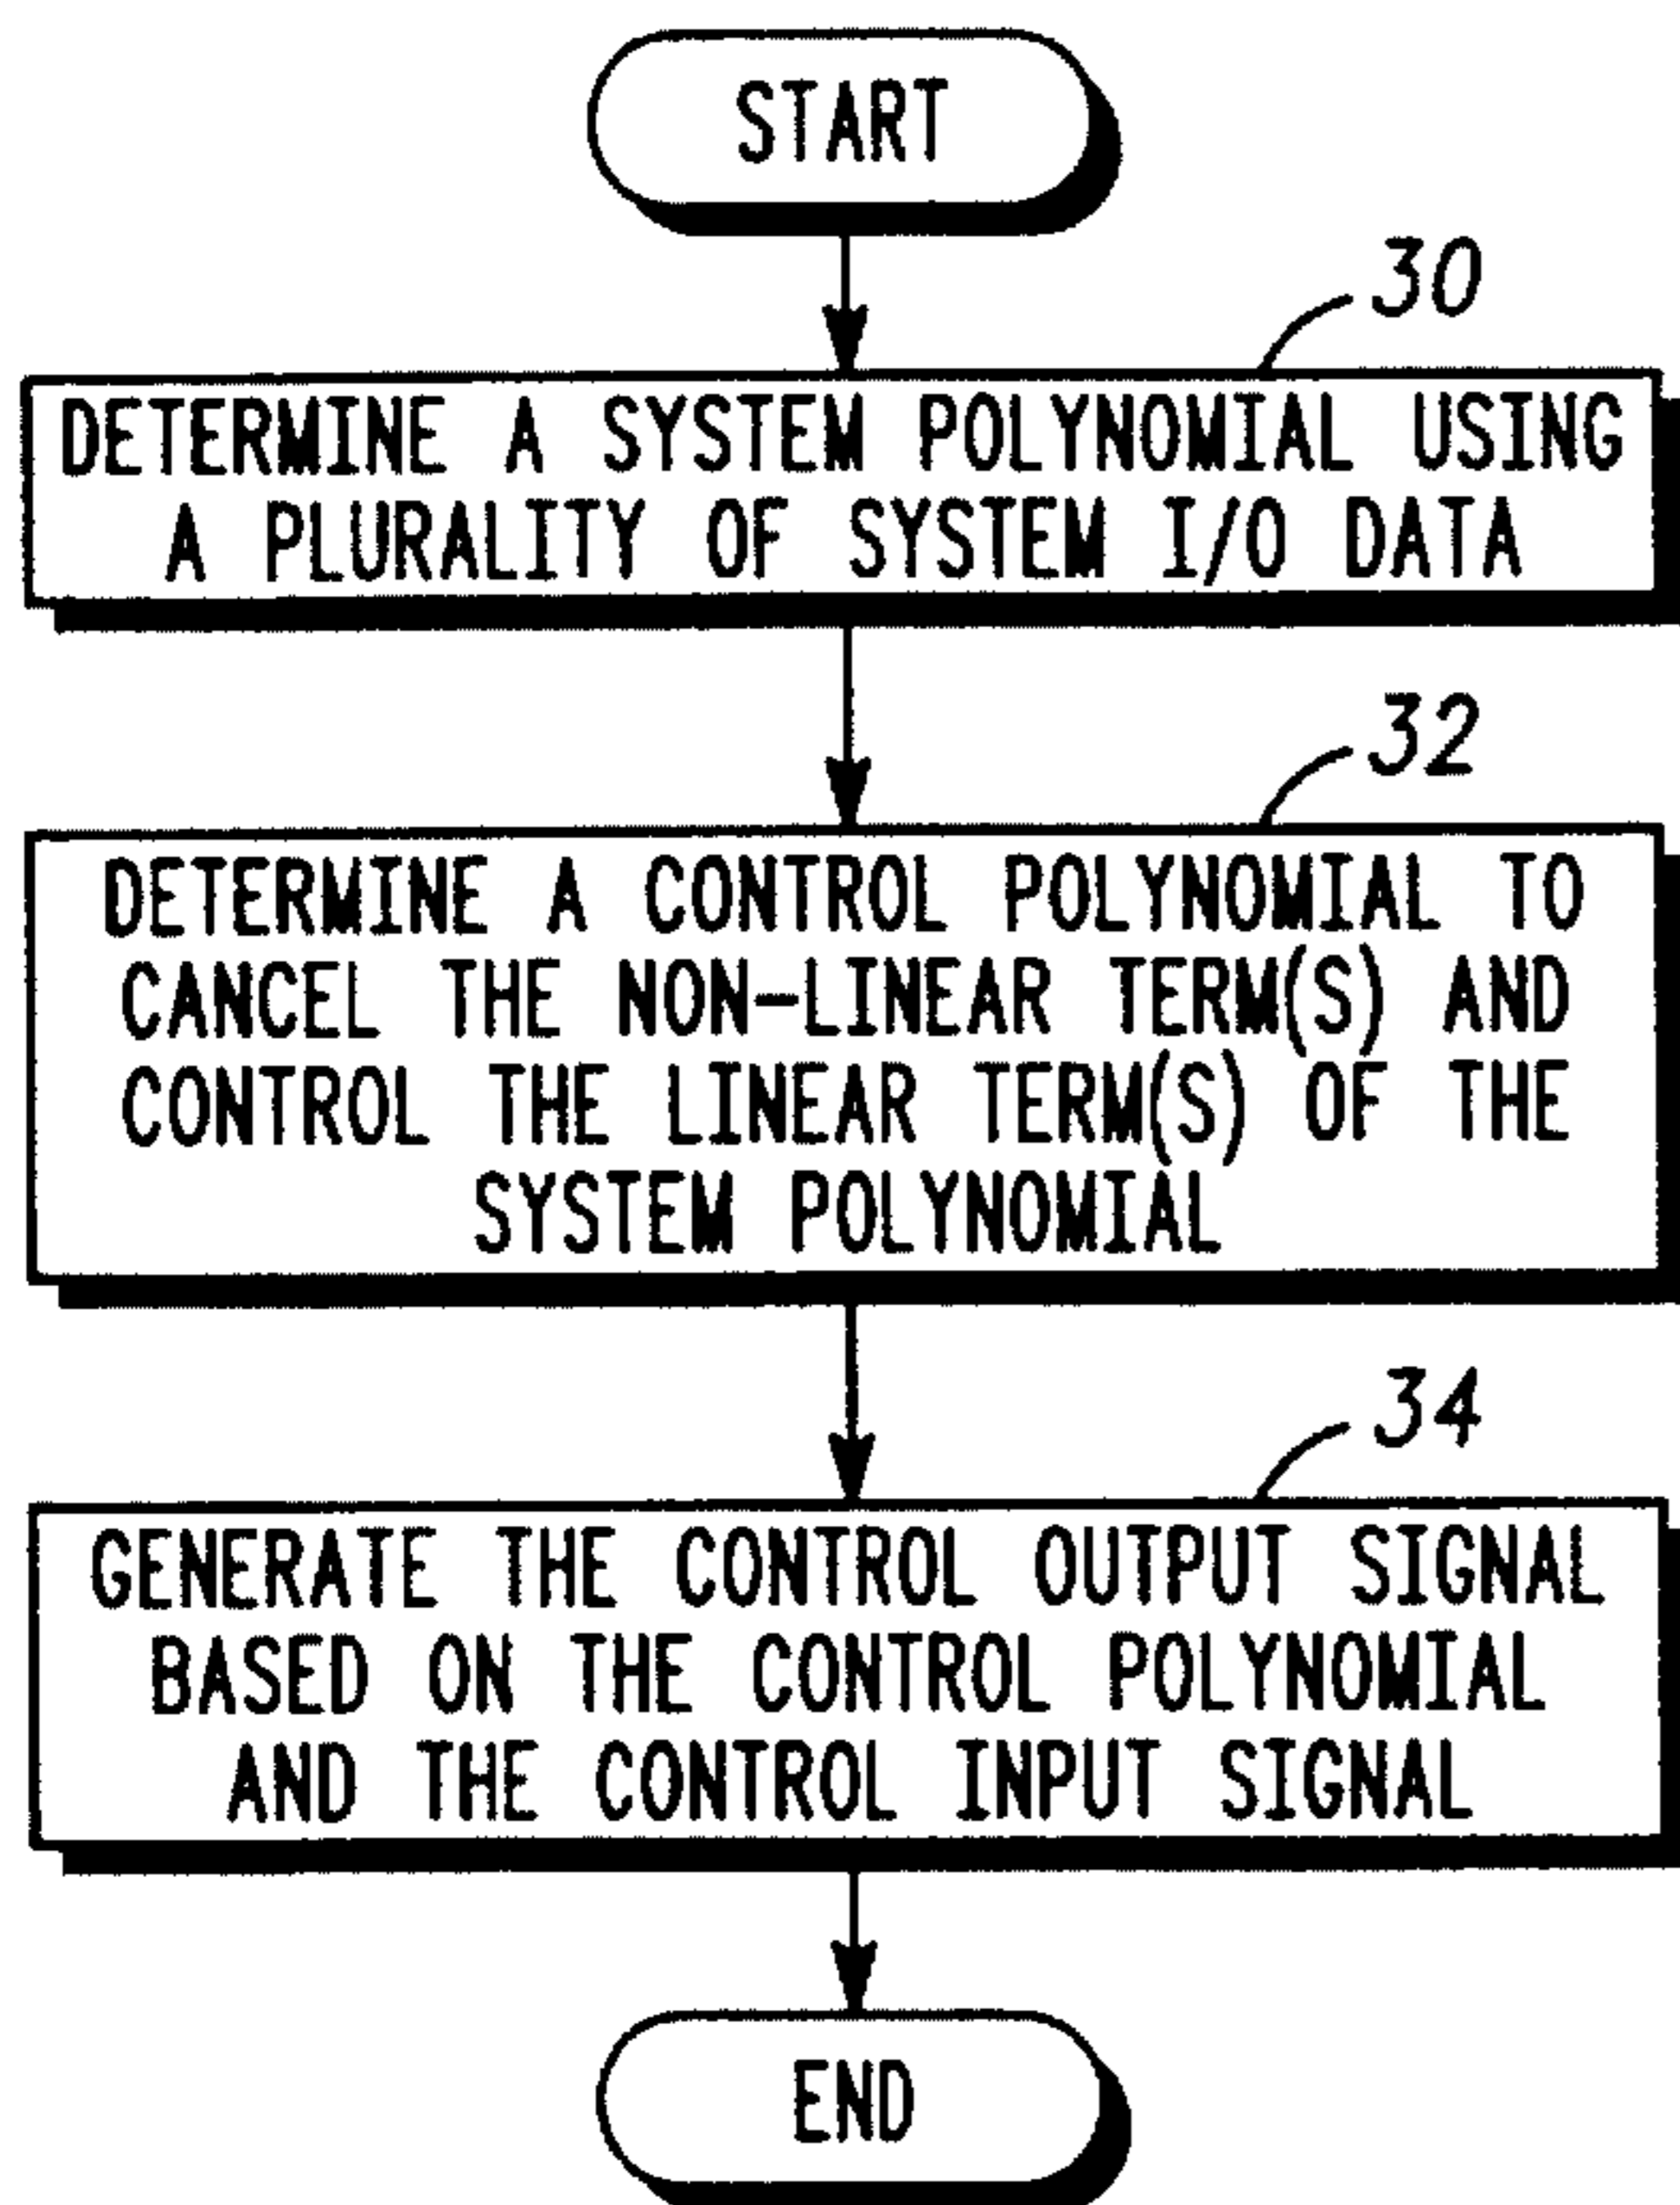 START
30
DETERMINE A SYSTEM POLYNOMIAL USING
A PLURALITY OF SYSTEM I/O DATA
32
DETERMINE A CONTROL POLYNOMIAL TO
CANCEL THE NON-LINEAR TERM(S) AND
CONTROL THE LINEAR TERM(S) OF THE
SYSTEM POLYNOMIAL
34
GENERATE THE CONTROL OUTPUT SIGNAL
BASED ON THE CONTROL POLYNOMIAL
AND THE CONTROL INPUT SIGNAL
END